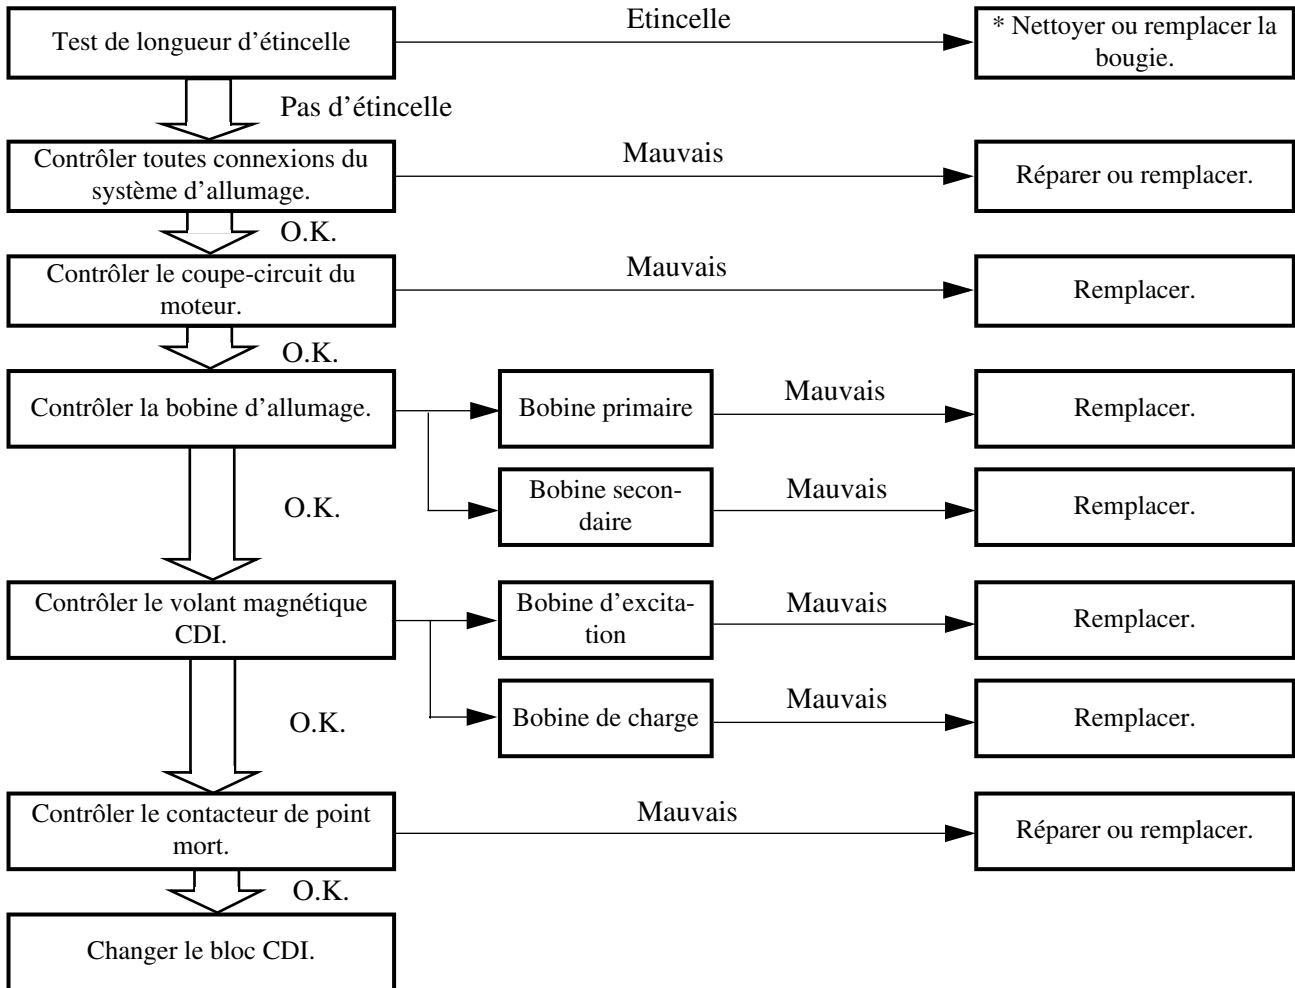 Test de longueur d’étincelle
Etincelle
* Nettoyer ou remplacer la
bougie.
Pas d’étincelle
Contrôler toutes connexions du
système d’allumage.
Mauvais
Réparer ou remplacer.
O.K.
Contrôler le coupe-circuit du
moteur.
Mauvais
Remplacer.
O.K.
Contrôler la bobine d’allumage.
Bobine primaire
Mauvais
Remplacer.
Bobine secon-
daire
Mauvais
Remplacer.
O.K.
Contrôler le volant magnétique
CDI.
Bobine d’excita-
tion
Mauvais
Remplacer.
Bobine de charge
Mauvais
Remplacer.
O.K.
Contrôler le contacteur de point
mort.
Mauvais
Réparer ou remplacer.
O.K.
Changer le bloc CDI.